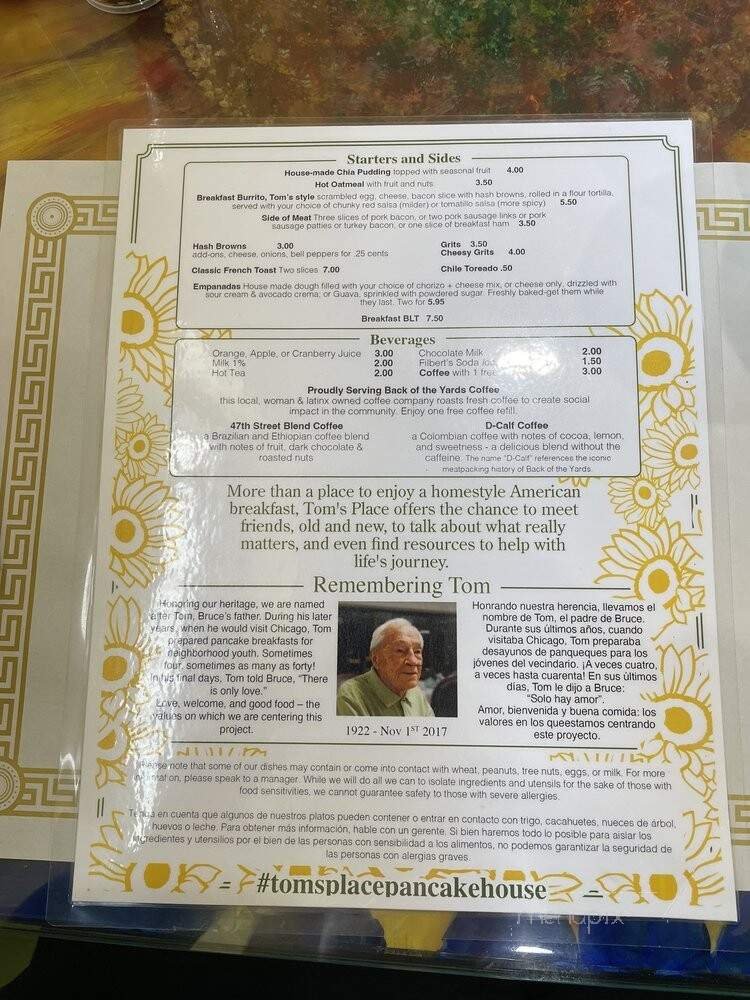 Starters and Sides
House-made Chia Pudding topped with seasonal fruit 4.00
Hot Oatmeal with fruit and nuts 3.50
Breakfast Burrito, Tom's style scrambled egg, cheese, bacon slice with hash browns, rolled in a flour tortilla,
served with your choice of chunky red salsa (milder) or tomatillo salsa (more spicy) 5.50
Side of Meat Three slices of pork bacon, or two pork sausage links or pork
sausage patties or turkey bacon, or one slice of breakfast ham 3.50
Hash Browns 3.00
add-ons, cheese, onions, bell peppers for .25 cents
Grits 3.50
Cheesy Grits 4.00
Classic French Toast Two slices 7.00
Chile Toreado .50
Empanadas House made dough filled with your choice of chorizo + cheese mix, or cheese only, drizzled with
sour cream & avocado crema; or Guava, sprinkled with powdered sugar. Freshly baked-get them while
they last. Two for 5.95
Breakfast BLT 7.50
Beverages
Orange, Apple, or Cranberry Juice 3.00
Milk 1% 2.00
Hot Tea 2.00
Chocolate Milk 2.00
Filbert's Soda 1.50
Coffee with 1 free 3.00
Proudly Serving Back of the Yards Coffee
this local, woman & latinx owned coffee company roasts fresh coffee to create social
impact in the community. Enjoy one free coffee refill.
47th Street Blend Coffee
a Brazilian and Ethiopian coffee blend
with notes of fruit, dark chocolate &
roasted nuts
D-Calf Coffee
a Colombian coffee with notes of cocoa, lemon,
and sweetness - a delicious blend without the
caffeine. The name "D-Calf" references the iconic
meatpacking history of Back of the Yards.
More than a place to enjoy a homestyle American
breakfast, Tom's Place offers the chance to meet
friends, old and new, to talk about what really
matters, and even find resources to help with
life's journey.
Remembering Tom
Honoring our heritage, we are named
after Tom, Bruce's father. During his later
years, when he would visit Chicago, Tom
prepared pancake breakfasts for
neighborhood youth. Sometimes
four, sometimes as many as forty!
In his final days, Tom told Bruce, "There
is only love."
Love, welcome, and good food – the
values on which we are centering this
project.
1922 - Nov 1ST 2017
Honrando nuestra herencia, llevamos el
nombre de Tom, el padre de Bruce.
Durante sus últimos años, cuando
visitaba Chicago, Tom preparaba
desayunos de panqueques para los
jóvenes del vecindario. ¡A veces cuatro,
a veces hasta cuarenta! En sus últimos
días, Tom le dijo a Bruce:
"Solo hay amor".
Amor, bienvenida y buena comida: los
valores en los queestamos centrando
este proyecto.
Please note that some of our dishes may contain or come into contact with wheat, peanuts, tree nuts, eggs, or milk. For more
information, please speak to a manager. While we will do all we can to isolate ingredients and utensils for the sake of those with
food sensitivities, we cannot guarantee safety to those with severe allergies.
Tenga en cuenta que algunos de nuestros platos pueden contener o entrar en contacto con trigo, cacahuetes, nueces de árbol,
huevos o leche. Para obtener más información, hable con un gerente. Si bien haremos todo lo posible para aislar los
ingredientes y utensilios por el bien de las personas con sensibilidad a los alimentos, no podemos garantizar la seguridad de
las personas con alergias graves.
#tomsplacepancakehouse
menupix